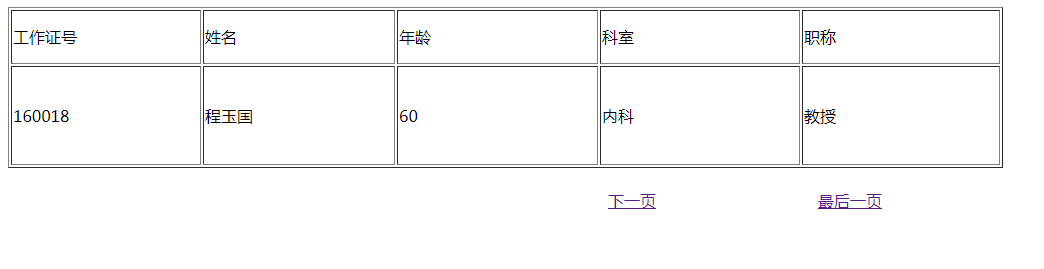 工作证号 姓名 年龄 科室 职称
160018 程玉国 60 内科 教授
下一页 最后一页